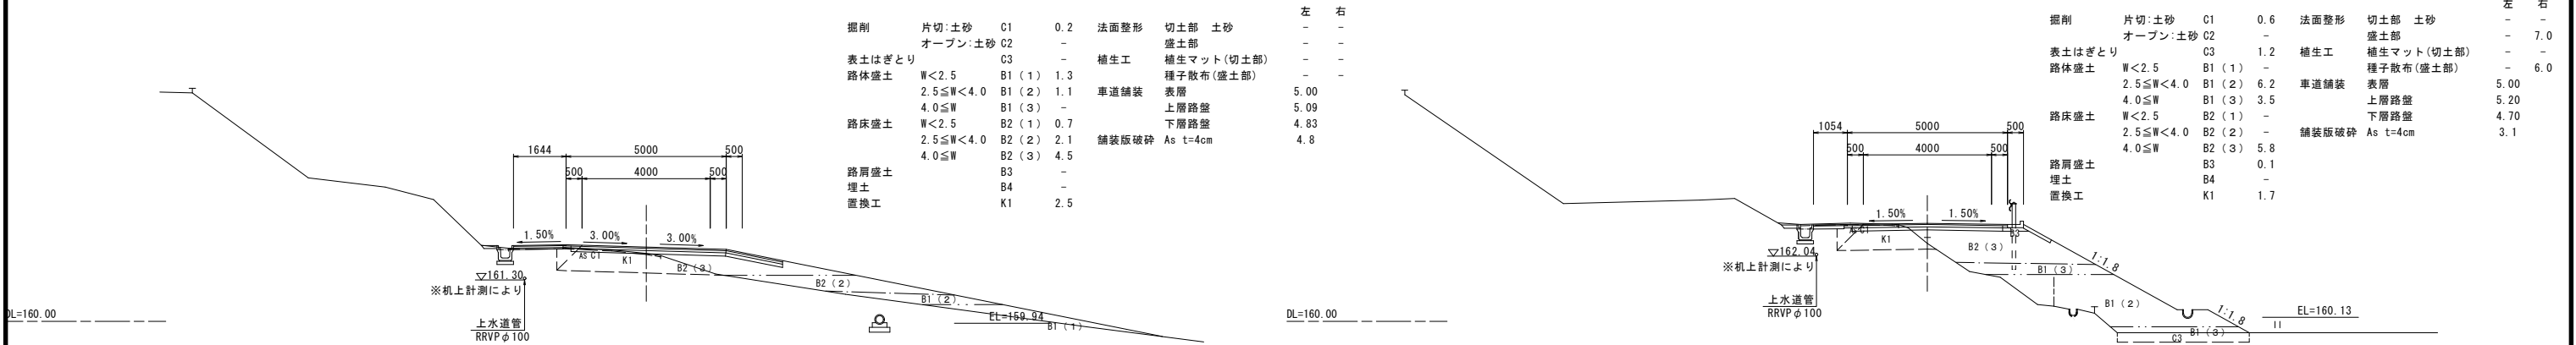 左 右
掘削 片切:土砂 C1 0.2 法面整形 切土部 土砂 - -
オープン:土砂 C2 - 盛土部 - -
表土はぎとり C3 - 植生工 植生マット(切土部) - -
路体盛土 W<2.5 B1 (1) 1.3 種子散布(盛土部) - -
2.5≦W<4.0 B1 (2) 1.1 車道舗装 表層 5.00
4.0≦W B1 (3) - 上層路盤 5.09
路床盛土 W<2.5 B2 (1) 0.7 下層路盤 4.83
2.5≦W<4.0 B2 (2) 2.1 舗装版破砕 As t=4cm 4.8
4.0≦W B2 (3) 4.5
路肩盛土 B3 -
埋土 B4 -
置換工 K1 2.5
1644 5000 500
500 4000 500
1.50% 3.00% 3.00%
As C1 K1 B2 (3)
▽161.30
※机上計測により
B2 (2)
B1 (2)
上水道管
RRVPφ100
DL=160.00
EL=159.94
B1 (1)
左 右
掘削 片切:土砂 C1 0.6 法面整形 切土部 土砂 - -
オープン:土砂 C2 - 盛土部 - 7.0
表土はぎとり C3 1.2 植生工 植生マット(切土部) - -
路体盛土 W<2.5 B1 (1) - 種子散布(盛土部) - 6.0
2.5≦W<4.0 B1 (2) 6.2 車道舗装 表層 5.00
4.0≦W B1 (3) 3.5 上層路盤 5.20
路床盛土 W<2.5 B2 (1) - 下層路盤 4.70
2.5≦W<4.0 B2 (2) - 舗装版破砕 As t=4cm 3.1
4.0≦W B2 (3) 5.8
路肩盛土 B3 0.1
埋土 B4 -
置換工 K1 1.7
1054 5000 500
500 4000 500
1.50% 1.50%
As C1 K1 B3
B2 (3)
▽162.04
※机上計測により
1:1.8
B1 (3)
上水道管
RRVPφ100
B1 (2)
DL=160.00
1:1.8
EL=160.13
B1 (3)
C3